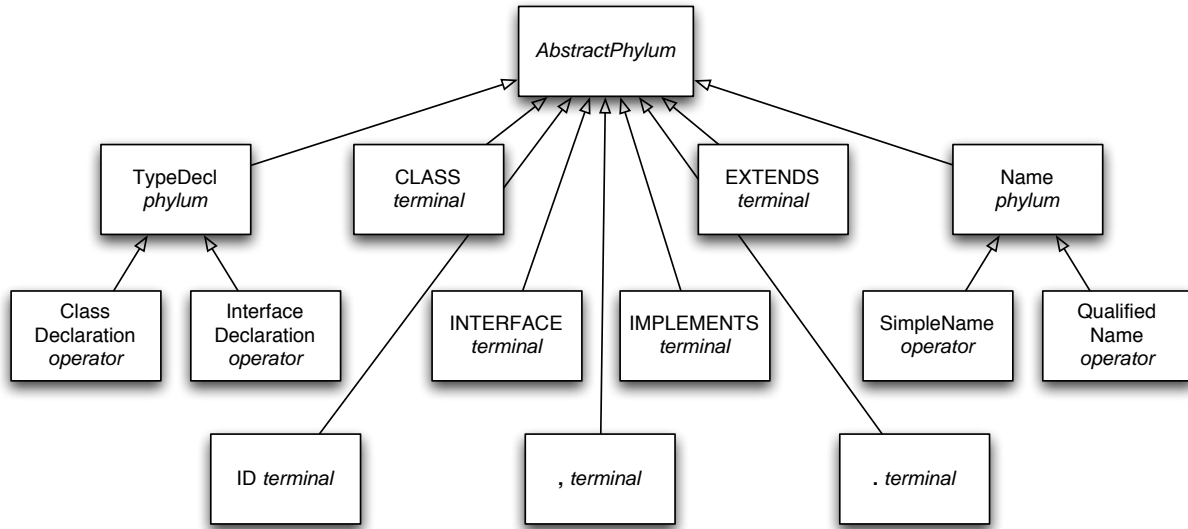 AbstractPhylum
TypeDecl
phylum
CLASS
terminal
EXTENDS
terminal
Name
phylum
Class
Declaration
operator
Interface
Declaration
operator
INTERFACE
terminal
IMPLEMENTS
terminal
SimpleName
operator
Qualified
Name
operator
ID terminal
, terminal
. terminal